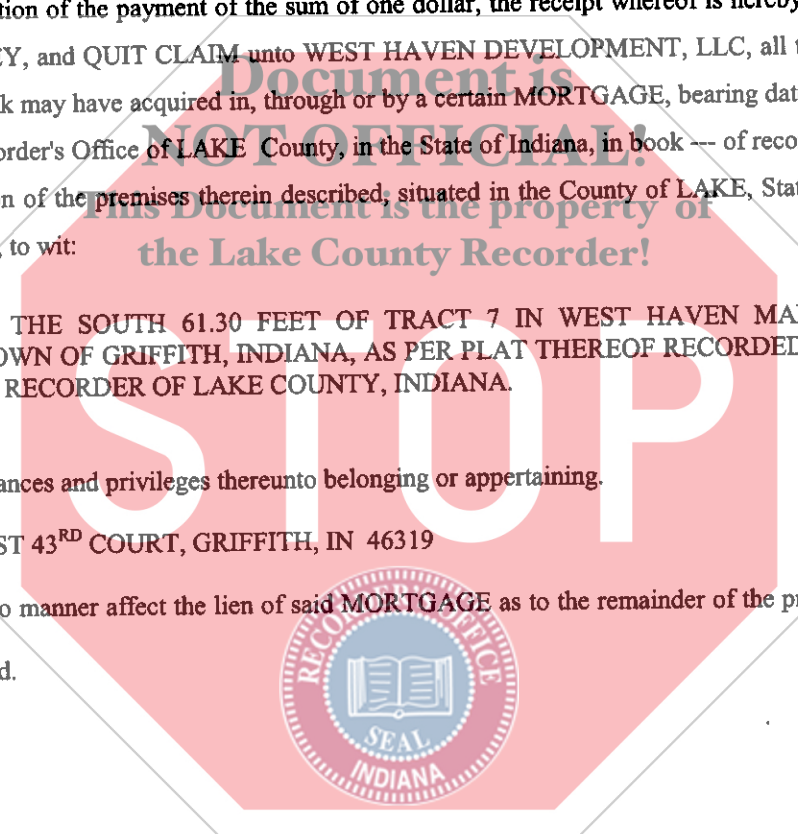 tion of the payment of the sum of one dollar, the receipt whereof is hereby
EY, and QUIT CLAIM unto WEST HAVEN DEVELOPMENT, LLC, all
Document is
k may have acquired in, through or by a certain MORTGAGE, bearing dat
NOT OFFICIAL!
order's Office of LAKE County, in the State of Indiana, in book --- of reco
n of the premises therein described, situated in the County of LAKE, Stat
This Document is the property of
, to wit:
the Lake County Recorder!
THE SOUTH 61.30 FEET OF TRACT 7 IN WEST HAVEN MA
OWN OF GRIFFITH, INDIANA, AS PER PLAT THEREOF RECORDED
RECORDER OF LAKE COUNTY, INDIANA.
STOP
ances and privileges thereunto belonging or appertaining.
ST 43RD COURT, GRIFFITH, IN 46319
o manner affect the lien of said MORTGAGE as to the remainder of the pr
d.
RECORDER'S OFFICE
SEAL
INDIANA